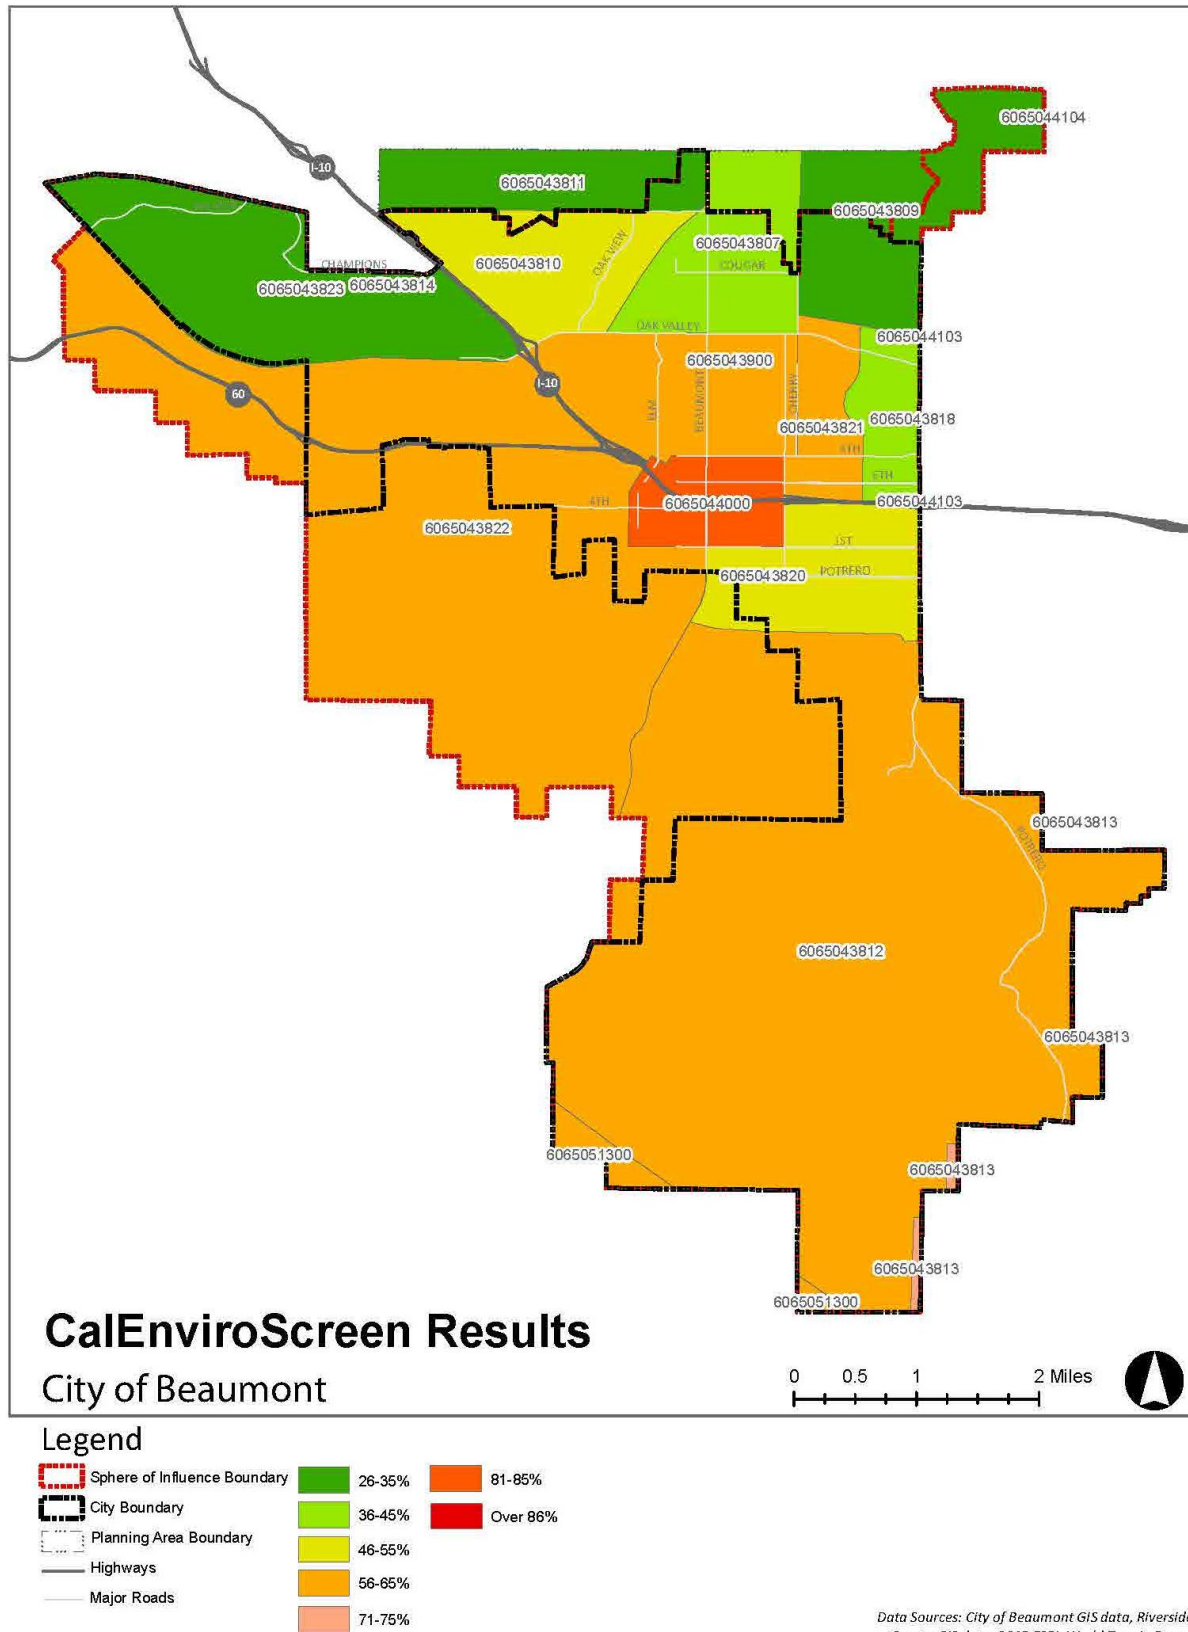 6065044104
I-10
6065043811
6065043809
6065043807
OAK VIEW
6065043810
COUGAR
CHAMPIONS
6065043823
6065043814
OAK VALLEY
6065044103
6065043900
I-10
60
ELM
BEAUMONT
CHERRY
6065043818
6065043821
8TH
6TH
6065044103
4TH
6065044000
6065043822
1ST
POTRERO
6065043820
6065043813
POTRERO
6065043812
6065043813
6065051300
6065043813
6065043813
6065051300
CalEnviroScreen Results
City of Beaumont
0 0.5 1 2 Miles
Legend
Sphere of Influence Boundary
City Boundary
Planning Area Boundary
Highways
Major Roads
26-35%
36-45%
46-55%
56-65%
71-75%
81-85%
Over 86%
Data Sources: City of Beaumont GIS data, Riverside